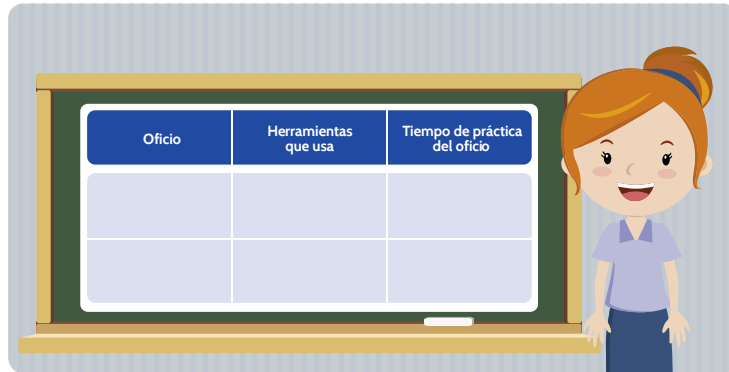 Oficio
Herramientas
que usa
Tiempo de práctica
del oficio